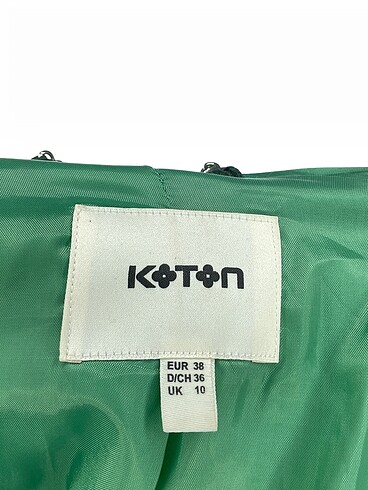 KOTON
EUR 38
D/CH 36
UK 10